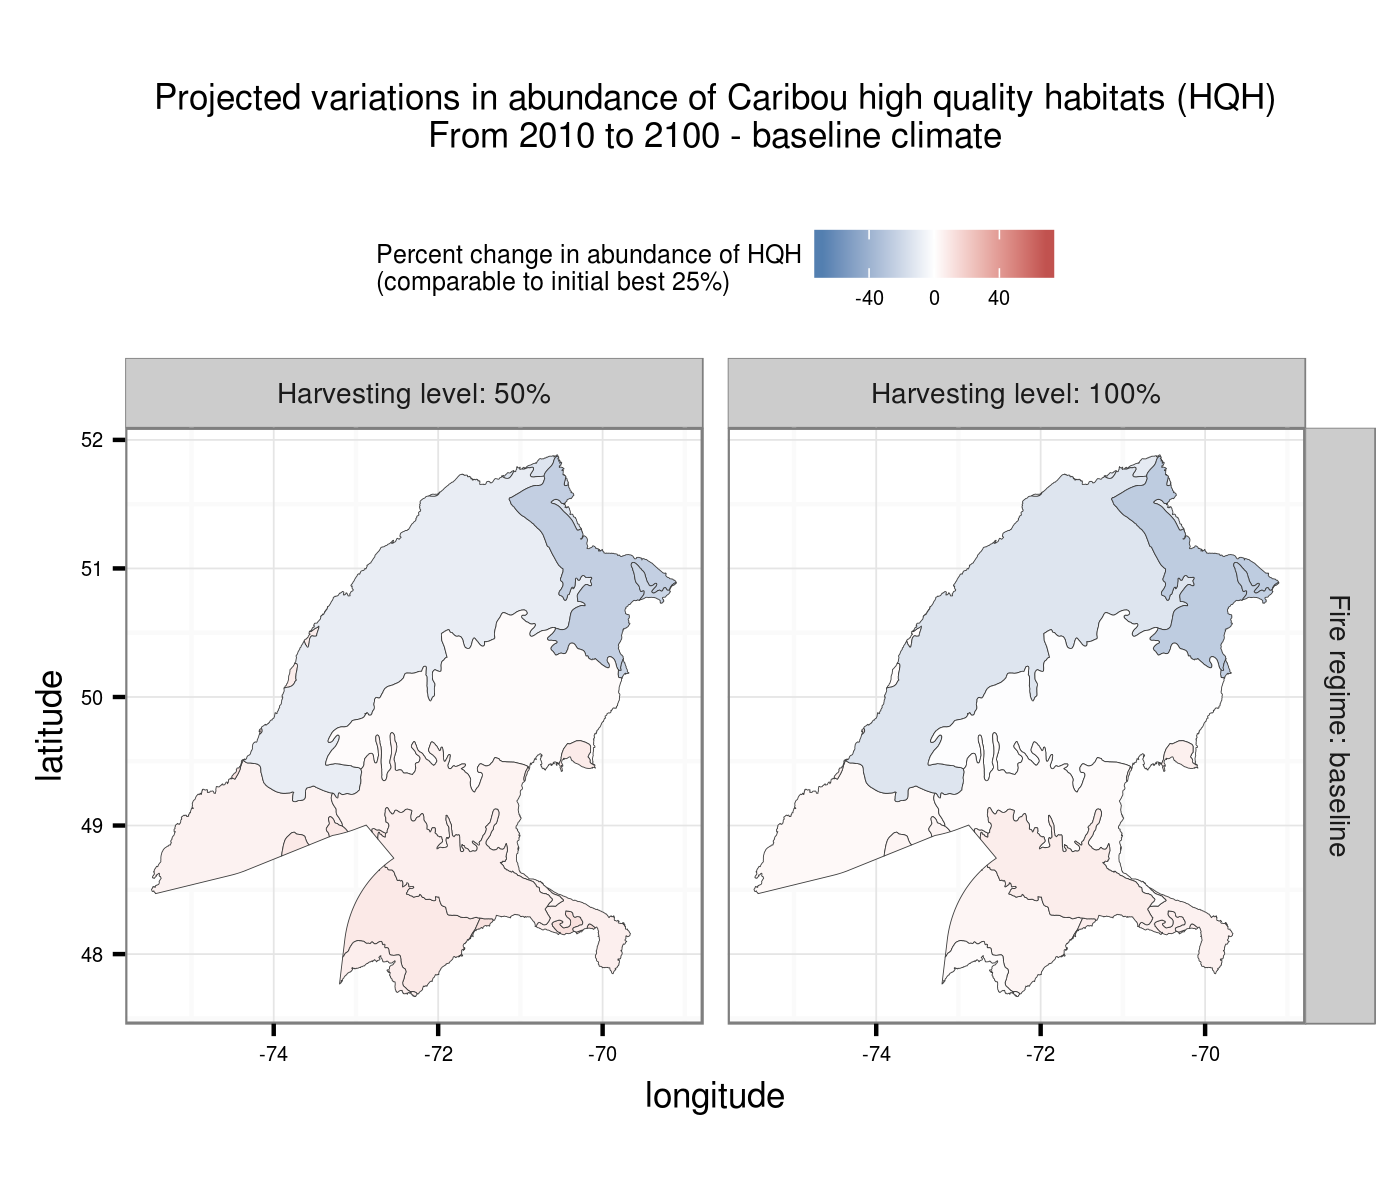 Projected variations in abundance of Caribou high quality habitats (HQH)
From 2010 to 2100 - baseline climate
Percent change in abundance of HQH
(comparable to initial best 25%)
-40 0 40
Harvesting level: 50%
Harvesting level: 100%
Fire regime: baseline
latitude
52
51
50
49
48
-74 -72 -70
-74 -72 -70
longitude